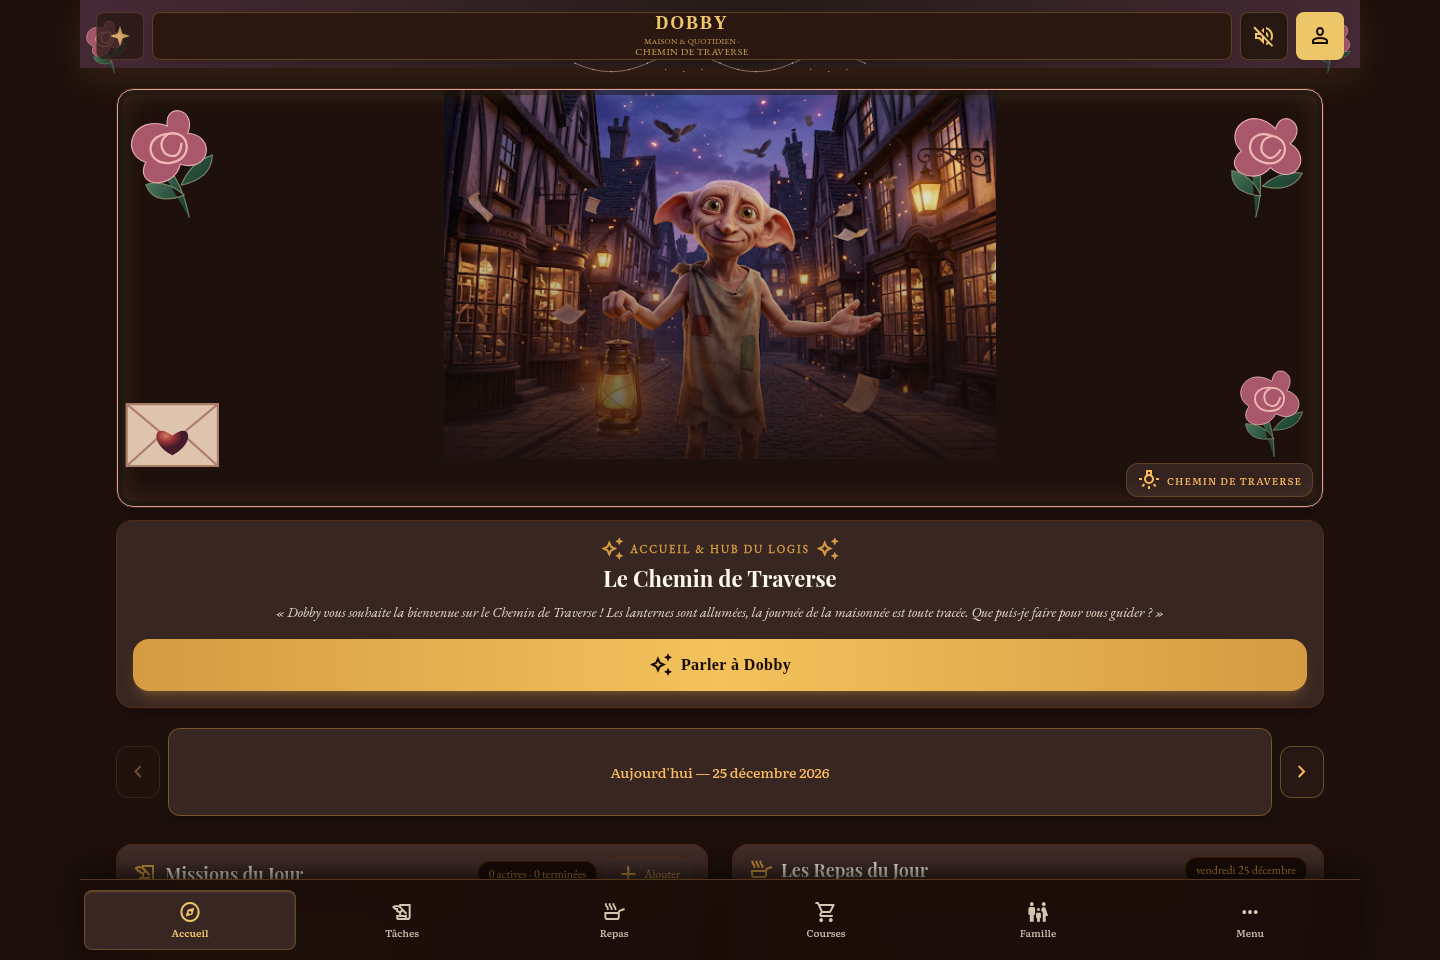 DOBBY
MAISON & QUOTIDIEN ·
CHEMIN DE TRAVERSE
CHEMIN DE TRAVERSE
ACCUEIL & HUB DU LOGIS
Le Chemin de Traverse
« Dobby vous souhaite la bienvenue sur le Chemin de Traverse ! Les lanternes sont allumées, la journée de la maisonnée est toute tracée. Que puis-je faire pour vous guider ? »
Parler à Dobby
Aujourd'hui — 25 décembre 2026
Missions du Jour
0 actives · 0 terminées
Ajouter
Les Repas du Jour
vendredi 25 décembre
Accueil
Tâches
Repas
Courses
Famille
Menu